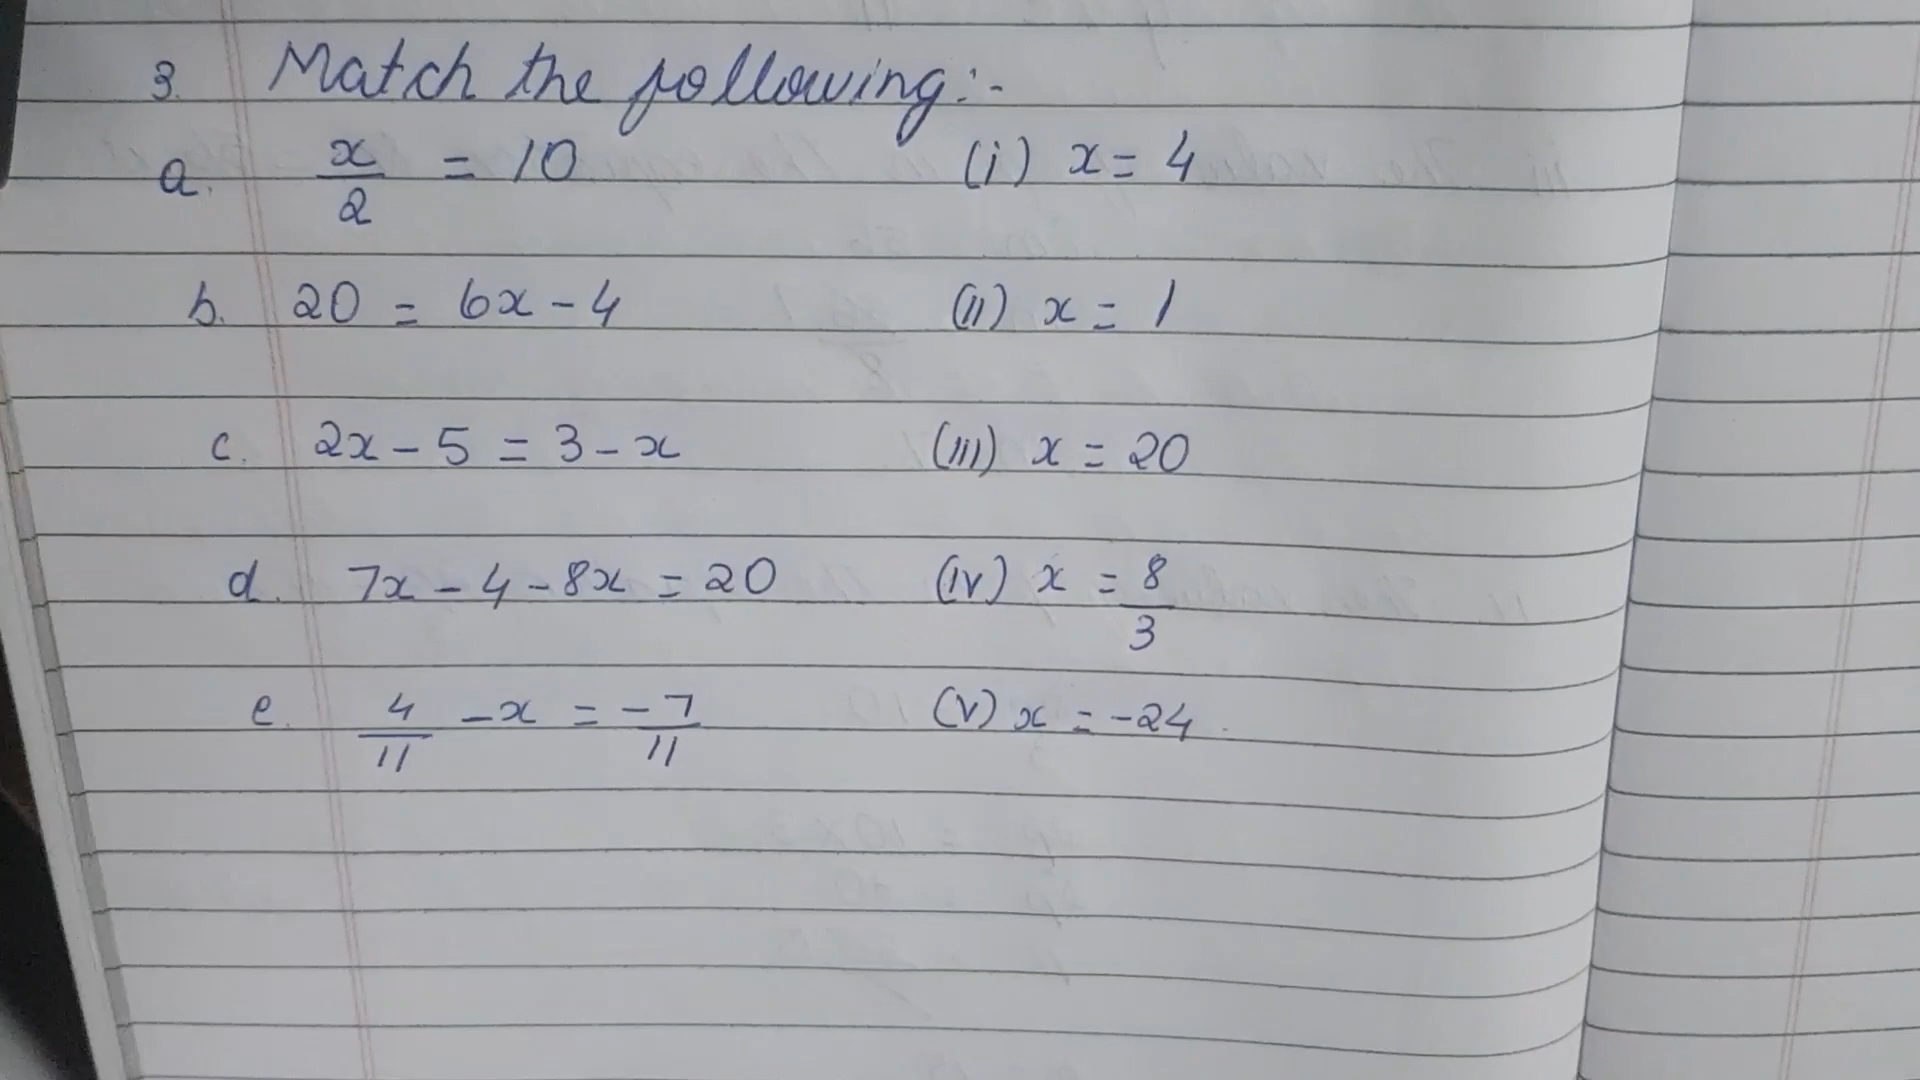 3. Match the following:-
a. x/2 = 10 (i) x = 4
b. 20 = 6x - 4 (ii) x = 1
c. 2x - 5 = 3 - x (iii) x = 20
d. 7x - 4 - 8x = 20 (iv) x = 8/3
e. 4/11 - x = -7/11 (v) x = -24